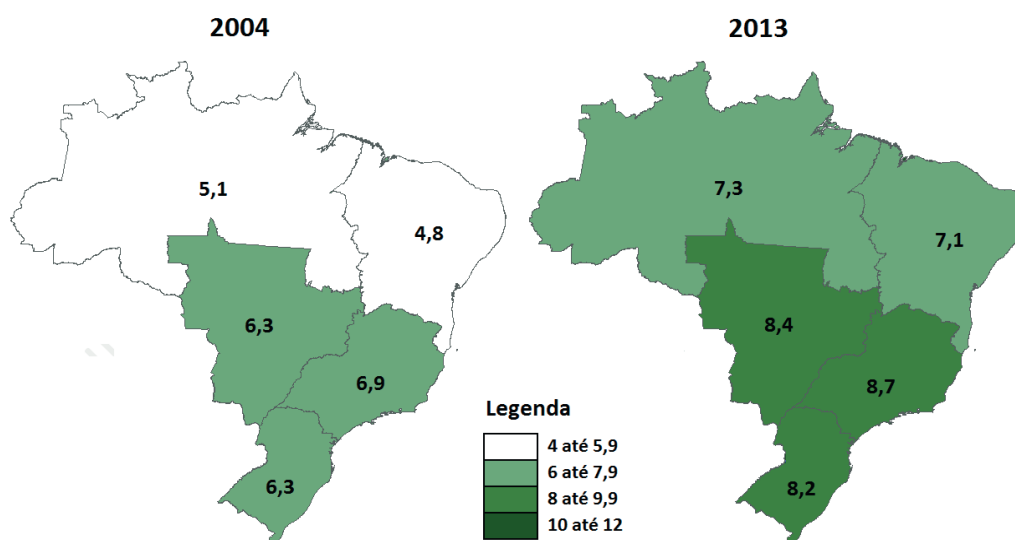 2004
2013
5,1
4,8
6,3
6,9
6,3
7,3
7,1
8,4
8,7
8,2
Legenda
4 até 5,9
6 até 7,9
8 até 9,9
10 até 12